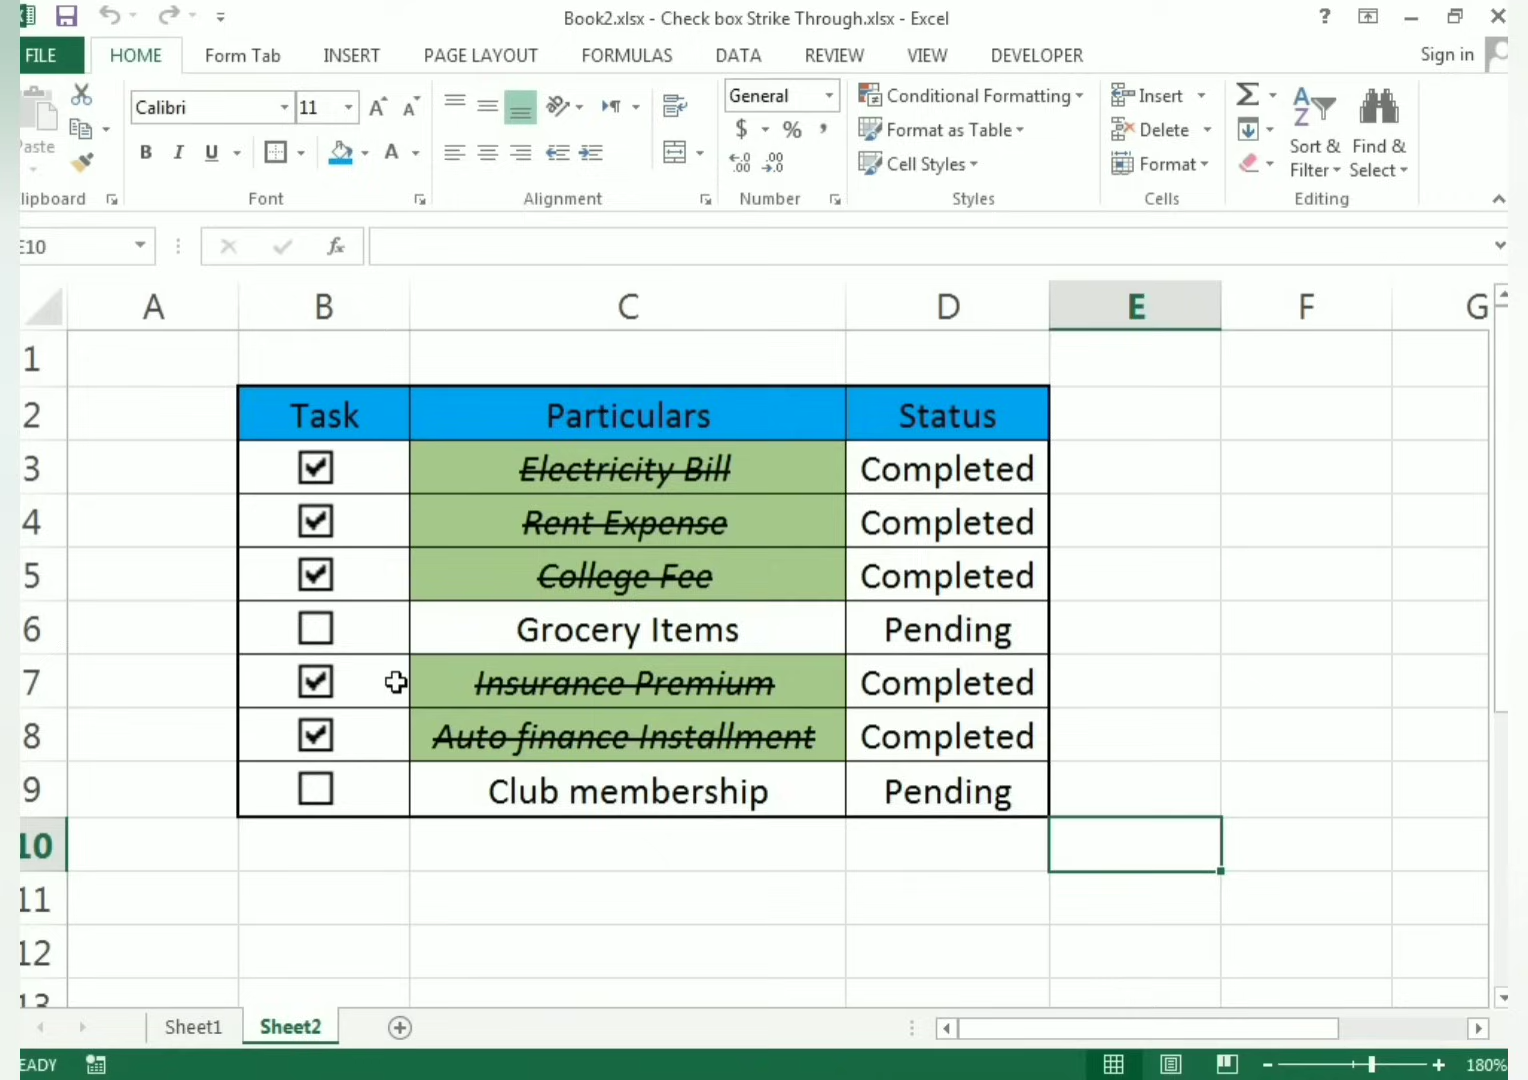 Book2.xlsx - Check box Strike Through.xlsx - Excel
?
FILE HOME Form Tab INSERT PAGE LAYOUT FORMULAS DATA REVIEW VIEW DEVELOPER Sign in
Calibri 11 A A General Conditional Formatting Insert Σ
$ % , Format as Table Delete
aste B I U A Cell Styles Format Sort & Filter Find & Select
lipboard Font Alignment Number Styles Cells Editing
E10 fx
A B C D E F G
1
2 Task Particulars Status
3 Electricity Bill Completed
4 Rent Expense Completed
5 College Fee Completed
6 Grocery Items Pending
7 Insurance Premium Completed
8 Auto finance Installment Completed
9 Club membership Pending
10
11
12
13
Sheet1 Sheet2
EADY 180%